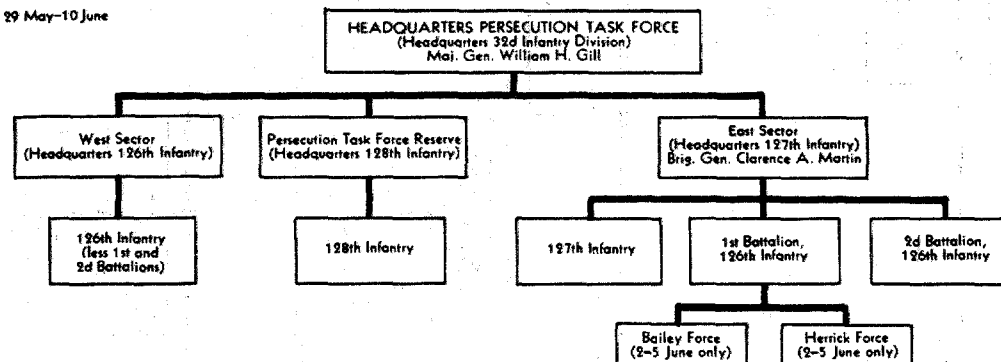 29 May–10 June
HEADQUARTERS PERSECUTION TASK FORCE
(Headquarters 32d Infantry Division)
Maj. Gen. William H. Gill
West Sector
(Headquarters 126th Infantry)
Persecution Task Force Reserve
(Headquarters 128th Infantry)
East Sector
(Headquarters 127th Infantry)
Brig. Gen. Clarence A. Martin
126th Infantry
(less 1st and
2d Battalions)
128th Infantry
127th Infantry
1st Battalion,
126th Infantry
2d Battalion,
126th Infantry
Bailey Force
(2–5 June only)
Herrick Force
(2–5 June only)